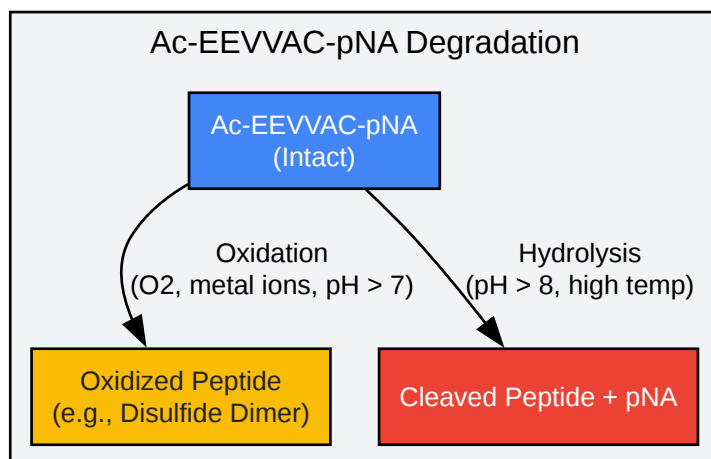 Ac-EEVVAC-pNA Degradation
Ac-EEVVAC-pNA
(Intact)
Oxidation
(O2, metal ions, pH > 7)
Hydrolysis
(pH > 8, high temp)
Oxidized Peptide
(e.g., Disulfide Dimer)
Cleaved Peptide + pNA